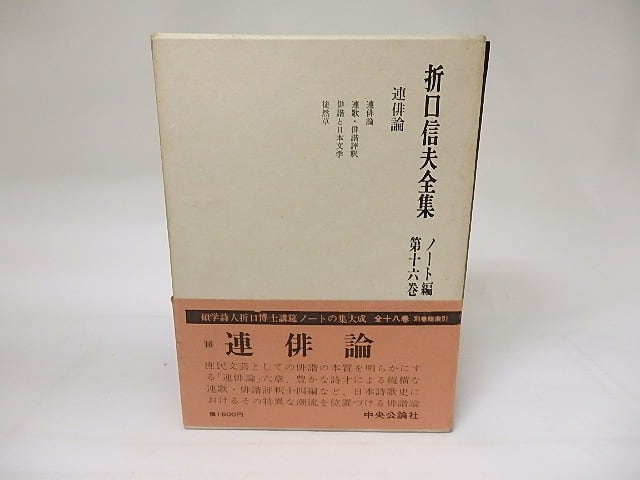 折口信夫全集
ノート編
第十六巻
連俳論
連俳論
連歌・俳諧評釈
俳諧と日本文学
徒然草
碩学詩人折口博士講筵ノートの集大成 全十八巻 別巻総索引
16 連俳論
庶民文芸としての俳諧の本質を明らかにす
る「連俳論」六章、豊かな詩才による縦横な
連歌・俳諧評釈十四編など、日本詩歌史に
おけるその特異な潮流を位置づける俳諧論
価1600円
中央公論社